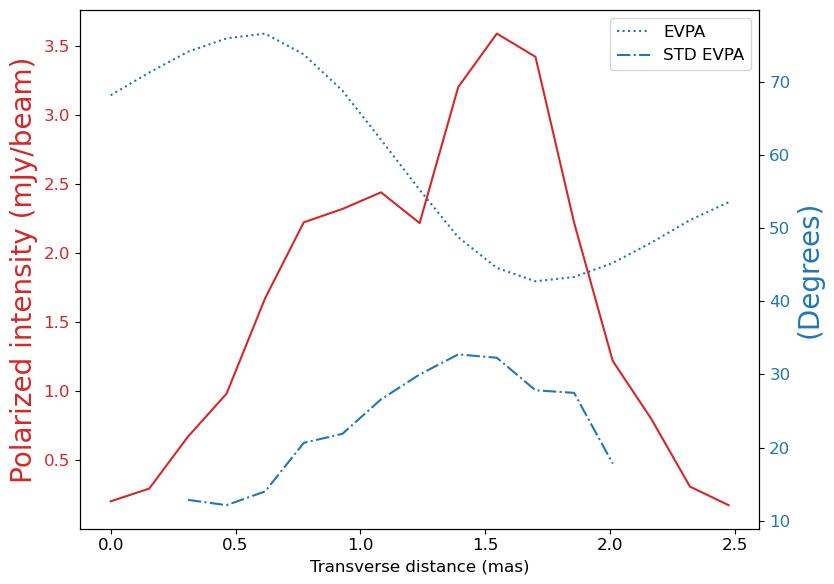 EVPA
STD EVPA
Polarized intensity (mJy/beam)
3.5
3.0
2.5
2.0
1.5
1.0
0.5
70
60
50
40
30
20
10
(Degrees)
0.0 0.5 1.0 1.5 2.0 2.5
Transverse distance (mas)